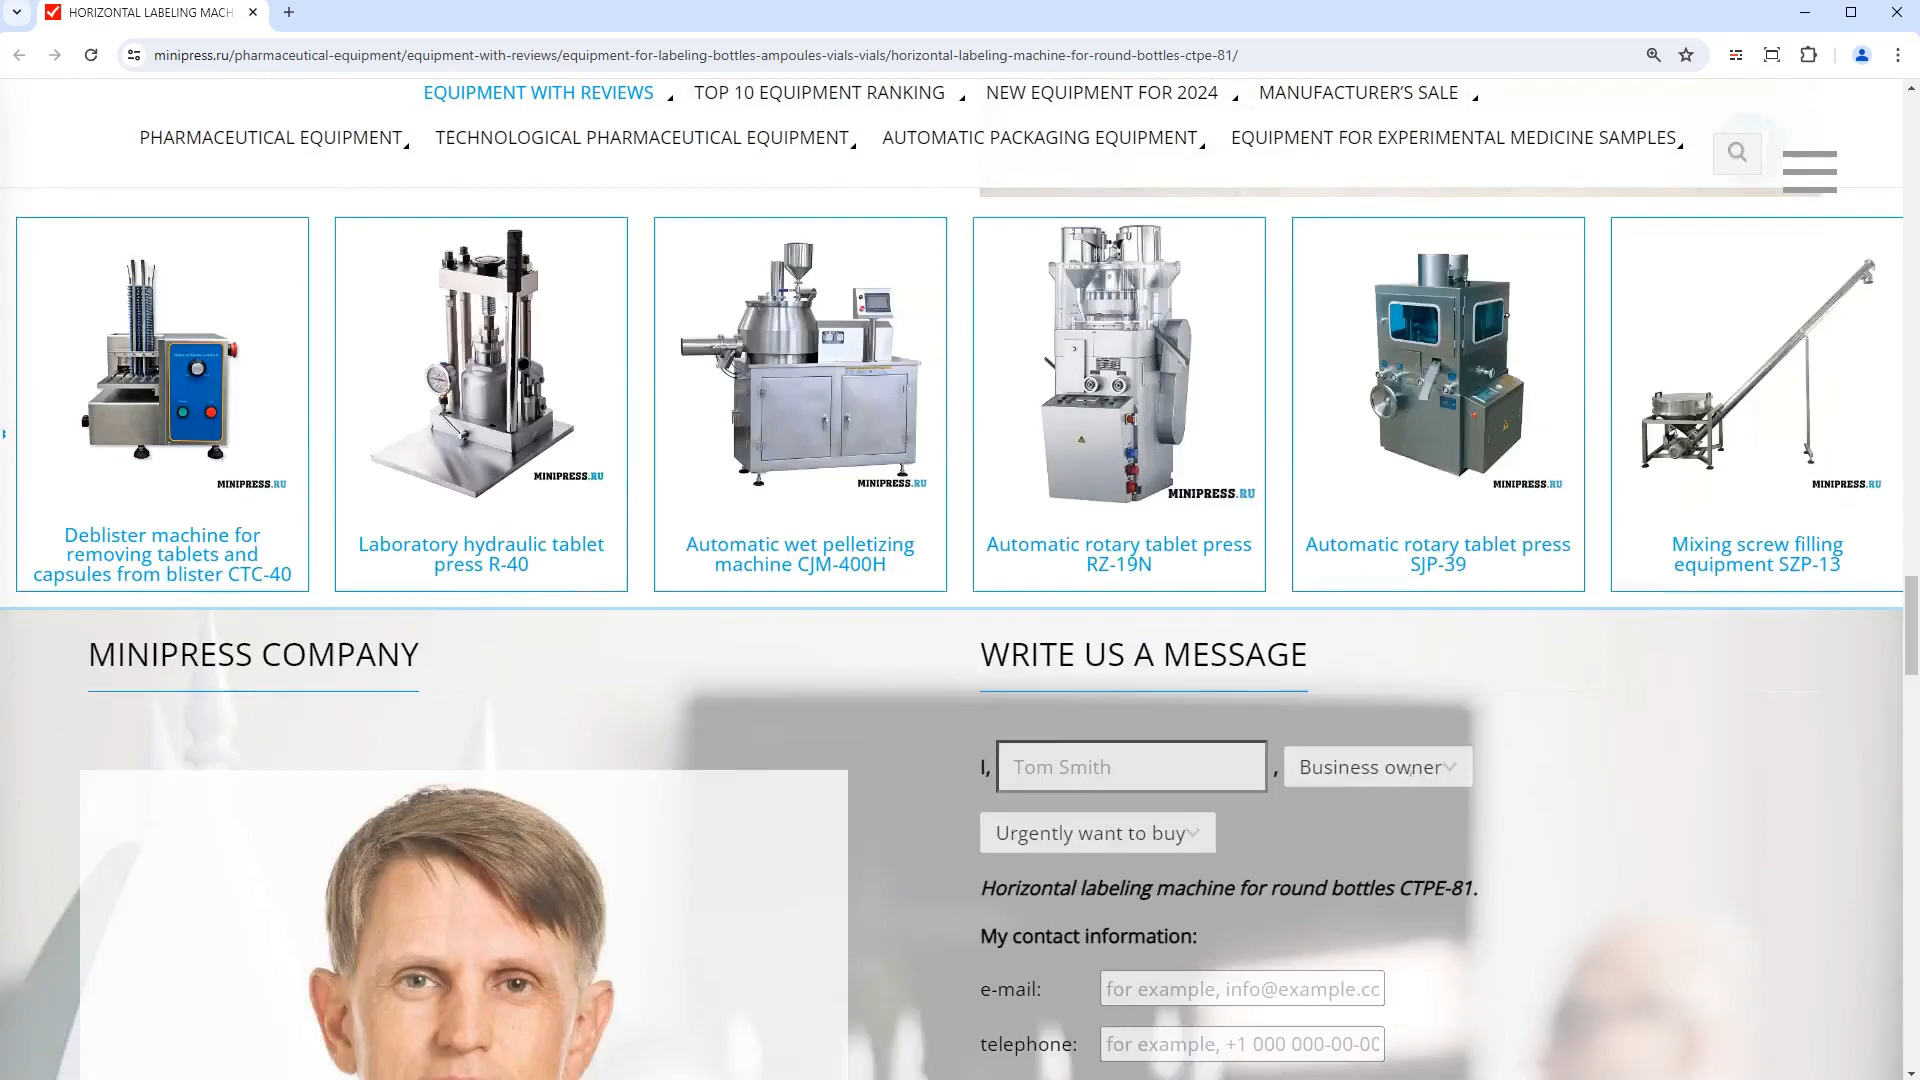 HORIZONTAL LABELING MACH
minipress.ru/pharmaceutical-equipment/equipment-with-reviews/equipment-for-labeling-bottles-ampoules-vials-vials/horizontal-labeling-machine-for-round-bottles-ctpe-81/
EQUIPMENT WITH REVIEWS TOP 10 EQUIPMENT RANKING NEW EQUIPMENT FOR 2024 MANUFACTURER’S SALE
PHARMACEUTICAL EQUIPMENT TECHNOLOGICAL PHARMACEUTICAL EQUIPMENT AUTOMATIC PACKAGING EQUIPMENT EQUIPMENT FOR EXPERIMENTAL MEDICINE SAMPLES
MINIPRESS.RU
Deblister machine for
removing tablets and
capsules from blister CTC-40
MINIPRESS.RU
Laboratory hydraulic tablet
press R-40
MINIPRESS.RU
Automatic wet pelletizing
machine CJM-400H
MINIPRESS.RU
Automatic rotary tablet press
RZ-19N
MINIPRESS.RU
Automatic rotary tablet press
SJP-39
MINIPRESS.RU
Mixing screw filling
equipment SZP-13
MINIPRESS COMPANY
WRITE US A MESSAGE
I, Tom Smith , Business owner
Urgently want to buy
Horizontal labeling machine for round bottles CTPE-81.
My contact information:
e-mail: for example, info@example.cc
telephone: for example, +1 000 000-00-00